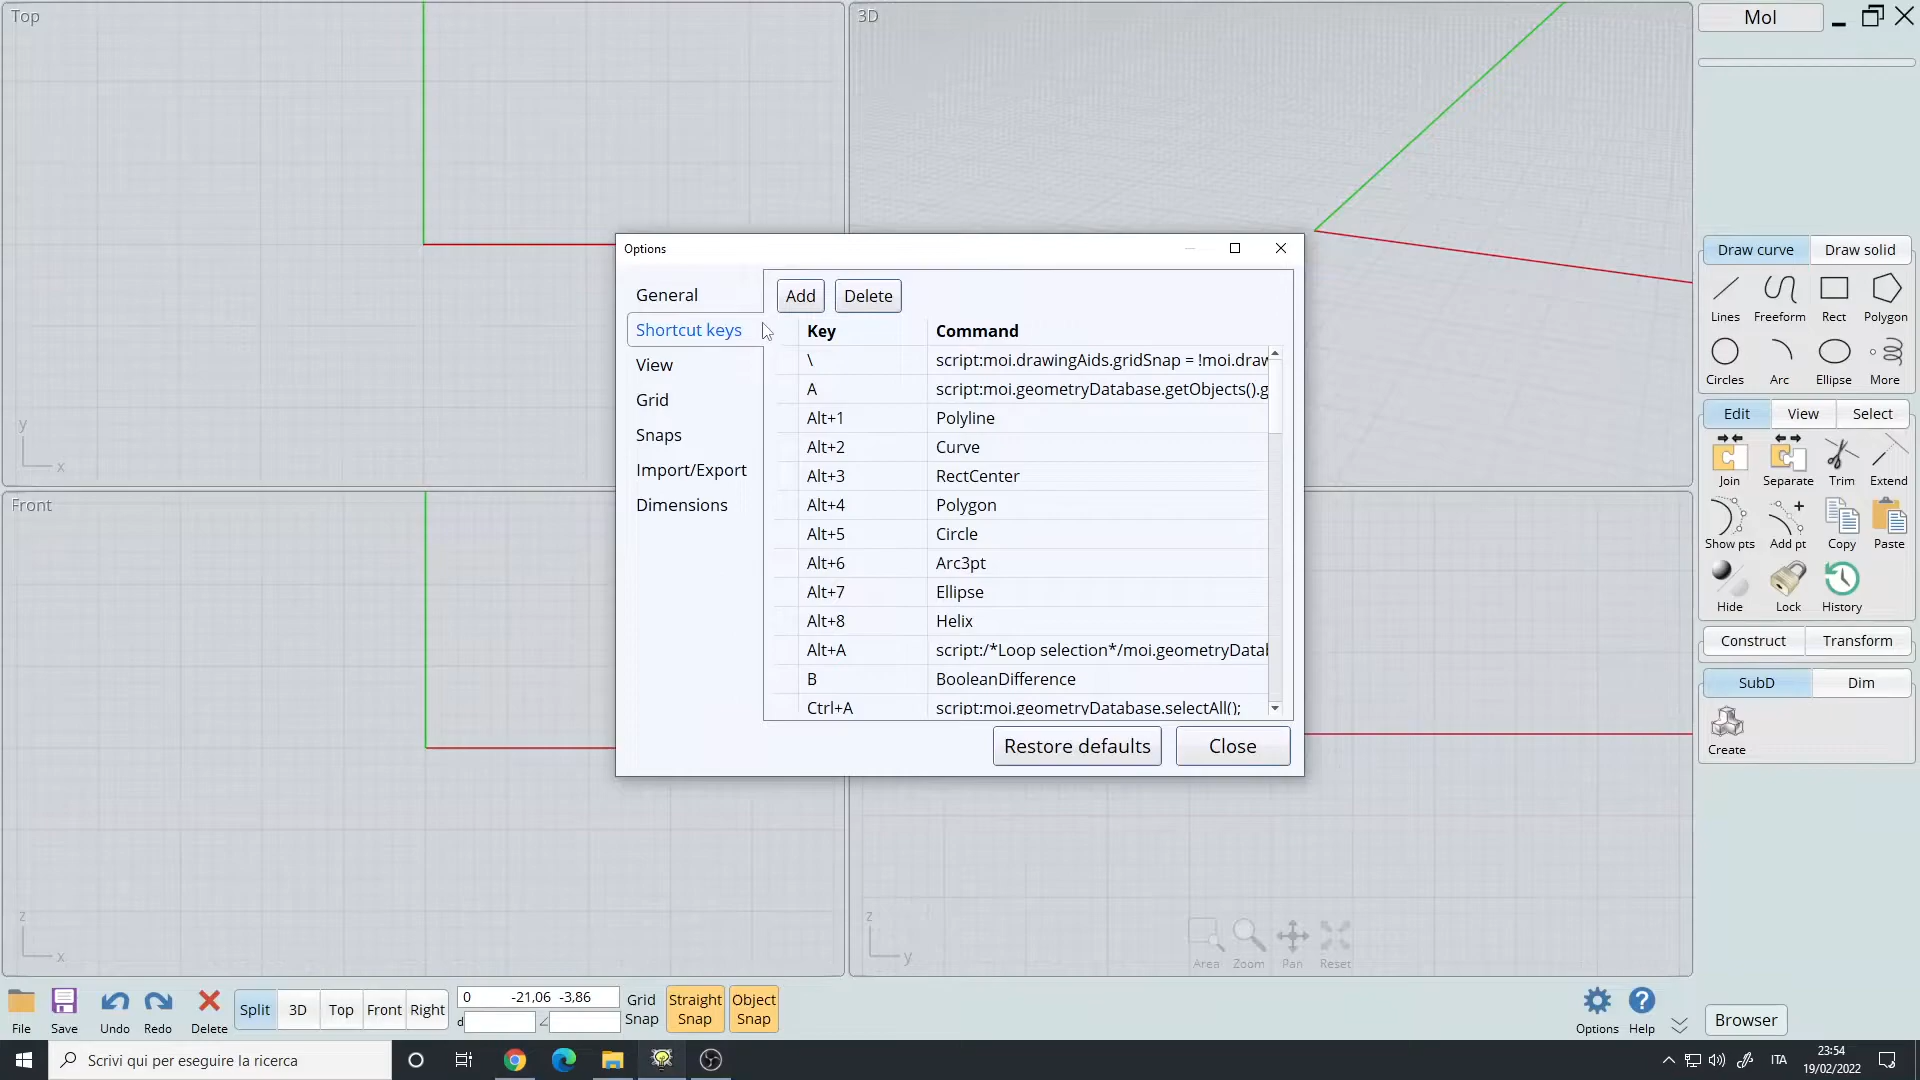 Top
3D
MoI
Draw curve Draw solid
Lines Freeform Rect Polygon
Circles Arc Ellipse More
Edit View Select
Join Separate Trim Extend
Show pts Add pt Copy Paste
Hide Lock History
Construct Transform
SubD Dim
Create
Options
General
Shortcut keys
View
Grid
Snaps
Import/Export
Dimensions
Add Delete
Key Command
\ script:moi.drawingAids.gridSnap = !moi.draw
A script:moi.geometryDatabase.getObjects().g
Alt+1 Polyline
Alt+2 Curve
Alt+3 RectCenter
Alt+4 Polygon
Alt+5 Circle
Alt+6 Arc3pt
Alt+7 Ellipse
Alt+8 Helix
Alt+A script:/*Loop selection*/moi.geometryDatab
B BooleanDifference
Ctrl+A script:moi.geometryDatabase.selectAll();
Restore defaults Close
y
x
Front
z
x
z
y
Area Zoom Pan Reset
File Save Undo Redo Delete
Split 3D Top Front Right
0 -21,06 -3,86
d
Grid Snap
Straight Snap
Object Snap
Options Help
Browser
Scrivi qui per eseguire la ricerca
ITA
23:54
19/02/2022